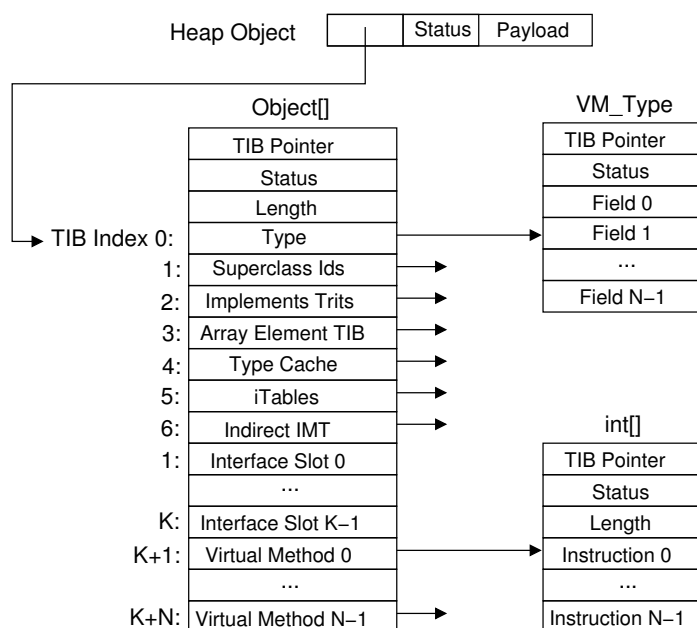 Heap Object Status Payload
Object[] VM_Type
TIB Pointer TIB Pointer
Status Status
Length Field 0
TIB Index 0: Type Field 1
1: Superclass Ids ...
2: Implements Trits Field N−1
3: Array Element TIB
4: Type Cache
5: iTables
6: Indirect IMT int[]
1: Interface Slot 0 TIB Pointer
... Status
K: Interface Slot K−1 Length
K+1: Virtual Method 0 Instruction 0
... ...
K+N: Virtual Method N−1 Instruction N−1